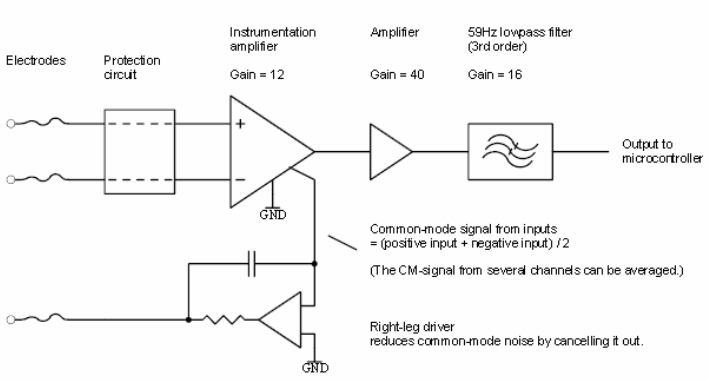 Electrodes
Protection
circuit
Instrumentation
amplifier
Gain = 12
Amplifier
Gain = 40
59Hz lowpass filter
(3rd order)
Gain = 16
+
−
GND
Output to
microcontroller
Common-mode signal from inputs
= (positive input + negative input) / 2
(The CM-signal from several channels can be averaged.)
Right-leg driver
reduces common-mode noise by cancelling it out.
GND